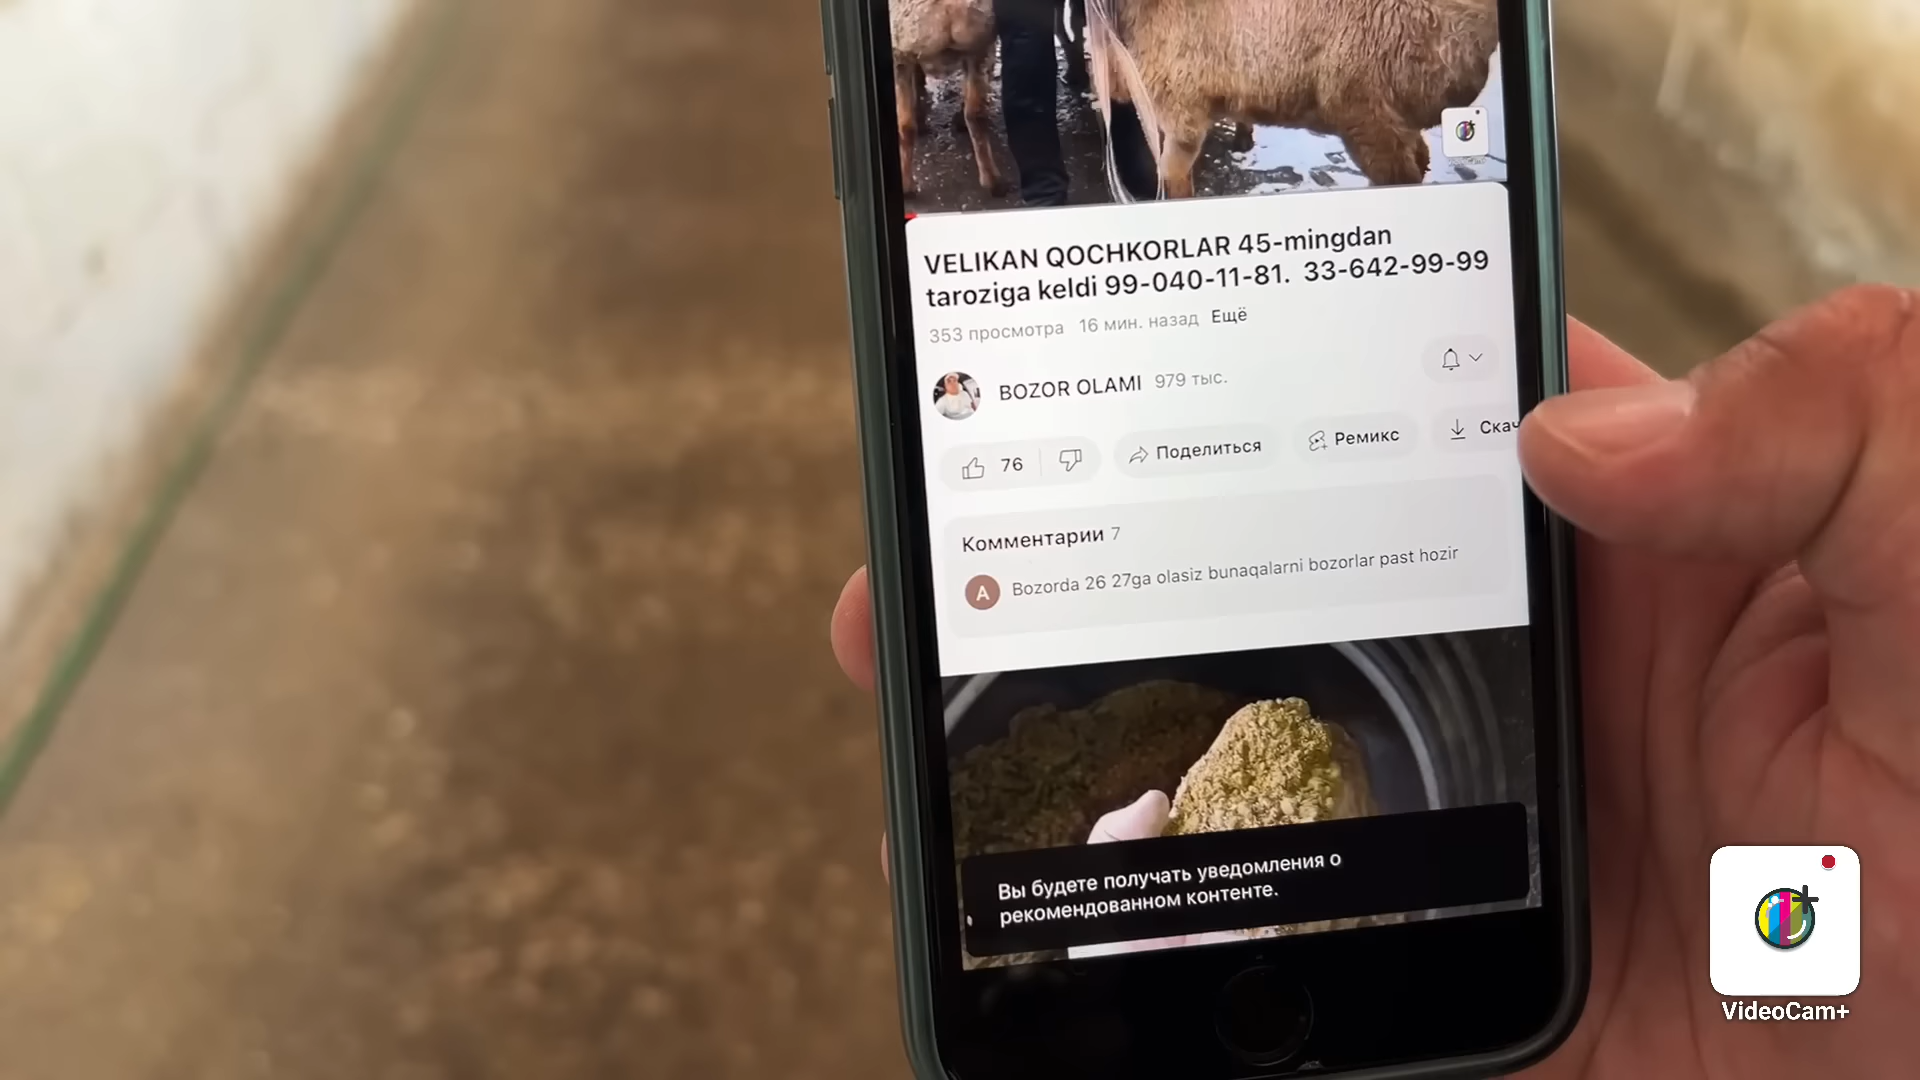 VELIKAN QOCHKORLAR 45-mingdan
taroziga keldi 99-040-11-81. 33-642-99-99
353 просмотра 16 мин. назад Ещё
BOZOR OLAMI 979 тыс.
76 Поделиться Ремикс Скач
Комментарии 7
A Bozorda 26 27ga olasiz bunaqalarni bozorlar past hozir
Вы будете получать уведомления о
рекомендованном контенте.
VideoCam+